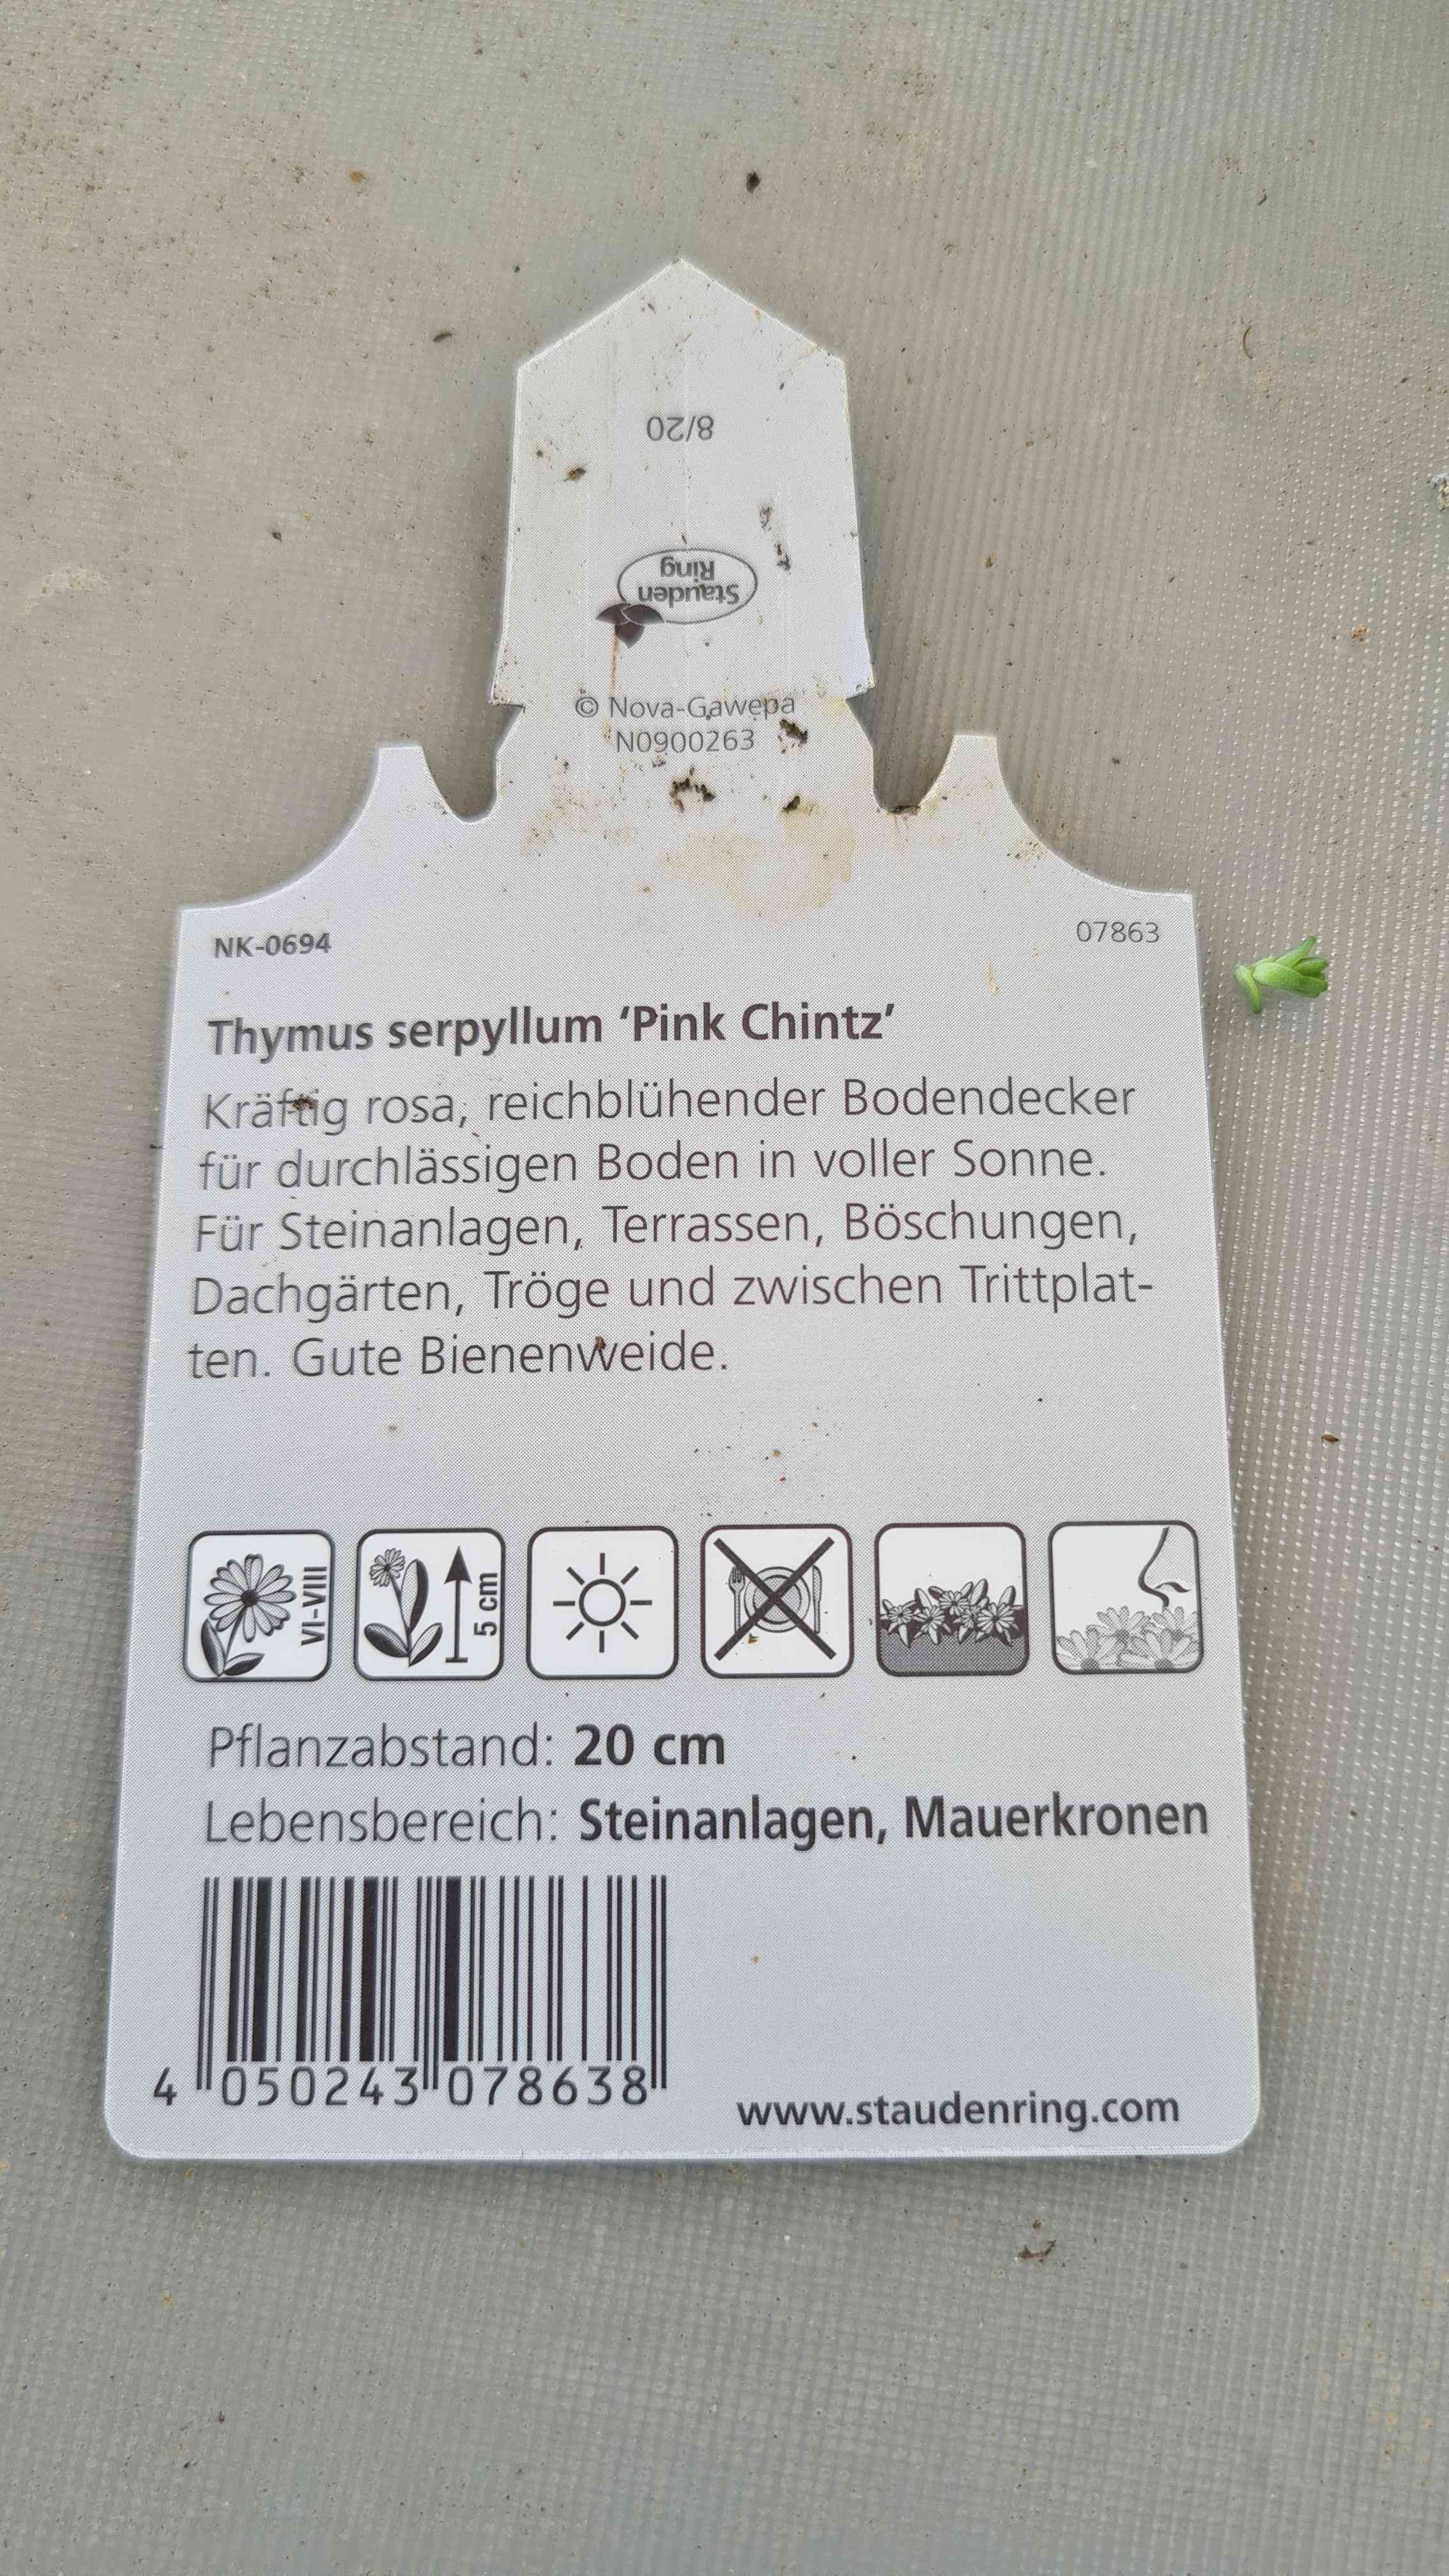 8/20
Stauden
Ring
© Nova-Gawepa
N0900263
NK-0694
07863
Thymus serpyllum ‘Pink Chintz’
Kräftig rosa, reichblühender Bodendecker
für durchlässigen Boden in voller Sonne.
Für Steinanlagen, Terrassen, Böschungen,
Dachgärten, Tröge und zwischen Trittplat-
ten. Gute Bienenweide.
VI-VIII
5 cm
Pflanzabstand: 20 cm
Lebensbereich: Steinanlagen, Mauerkronen
4 050243 078638
www.staudenring.com